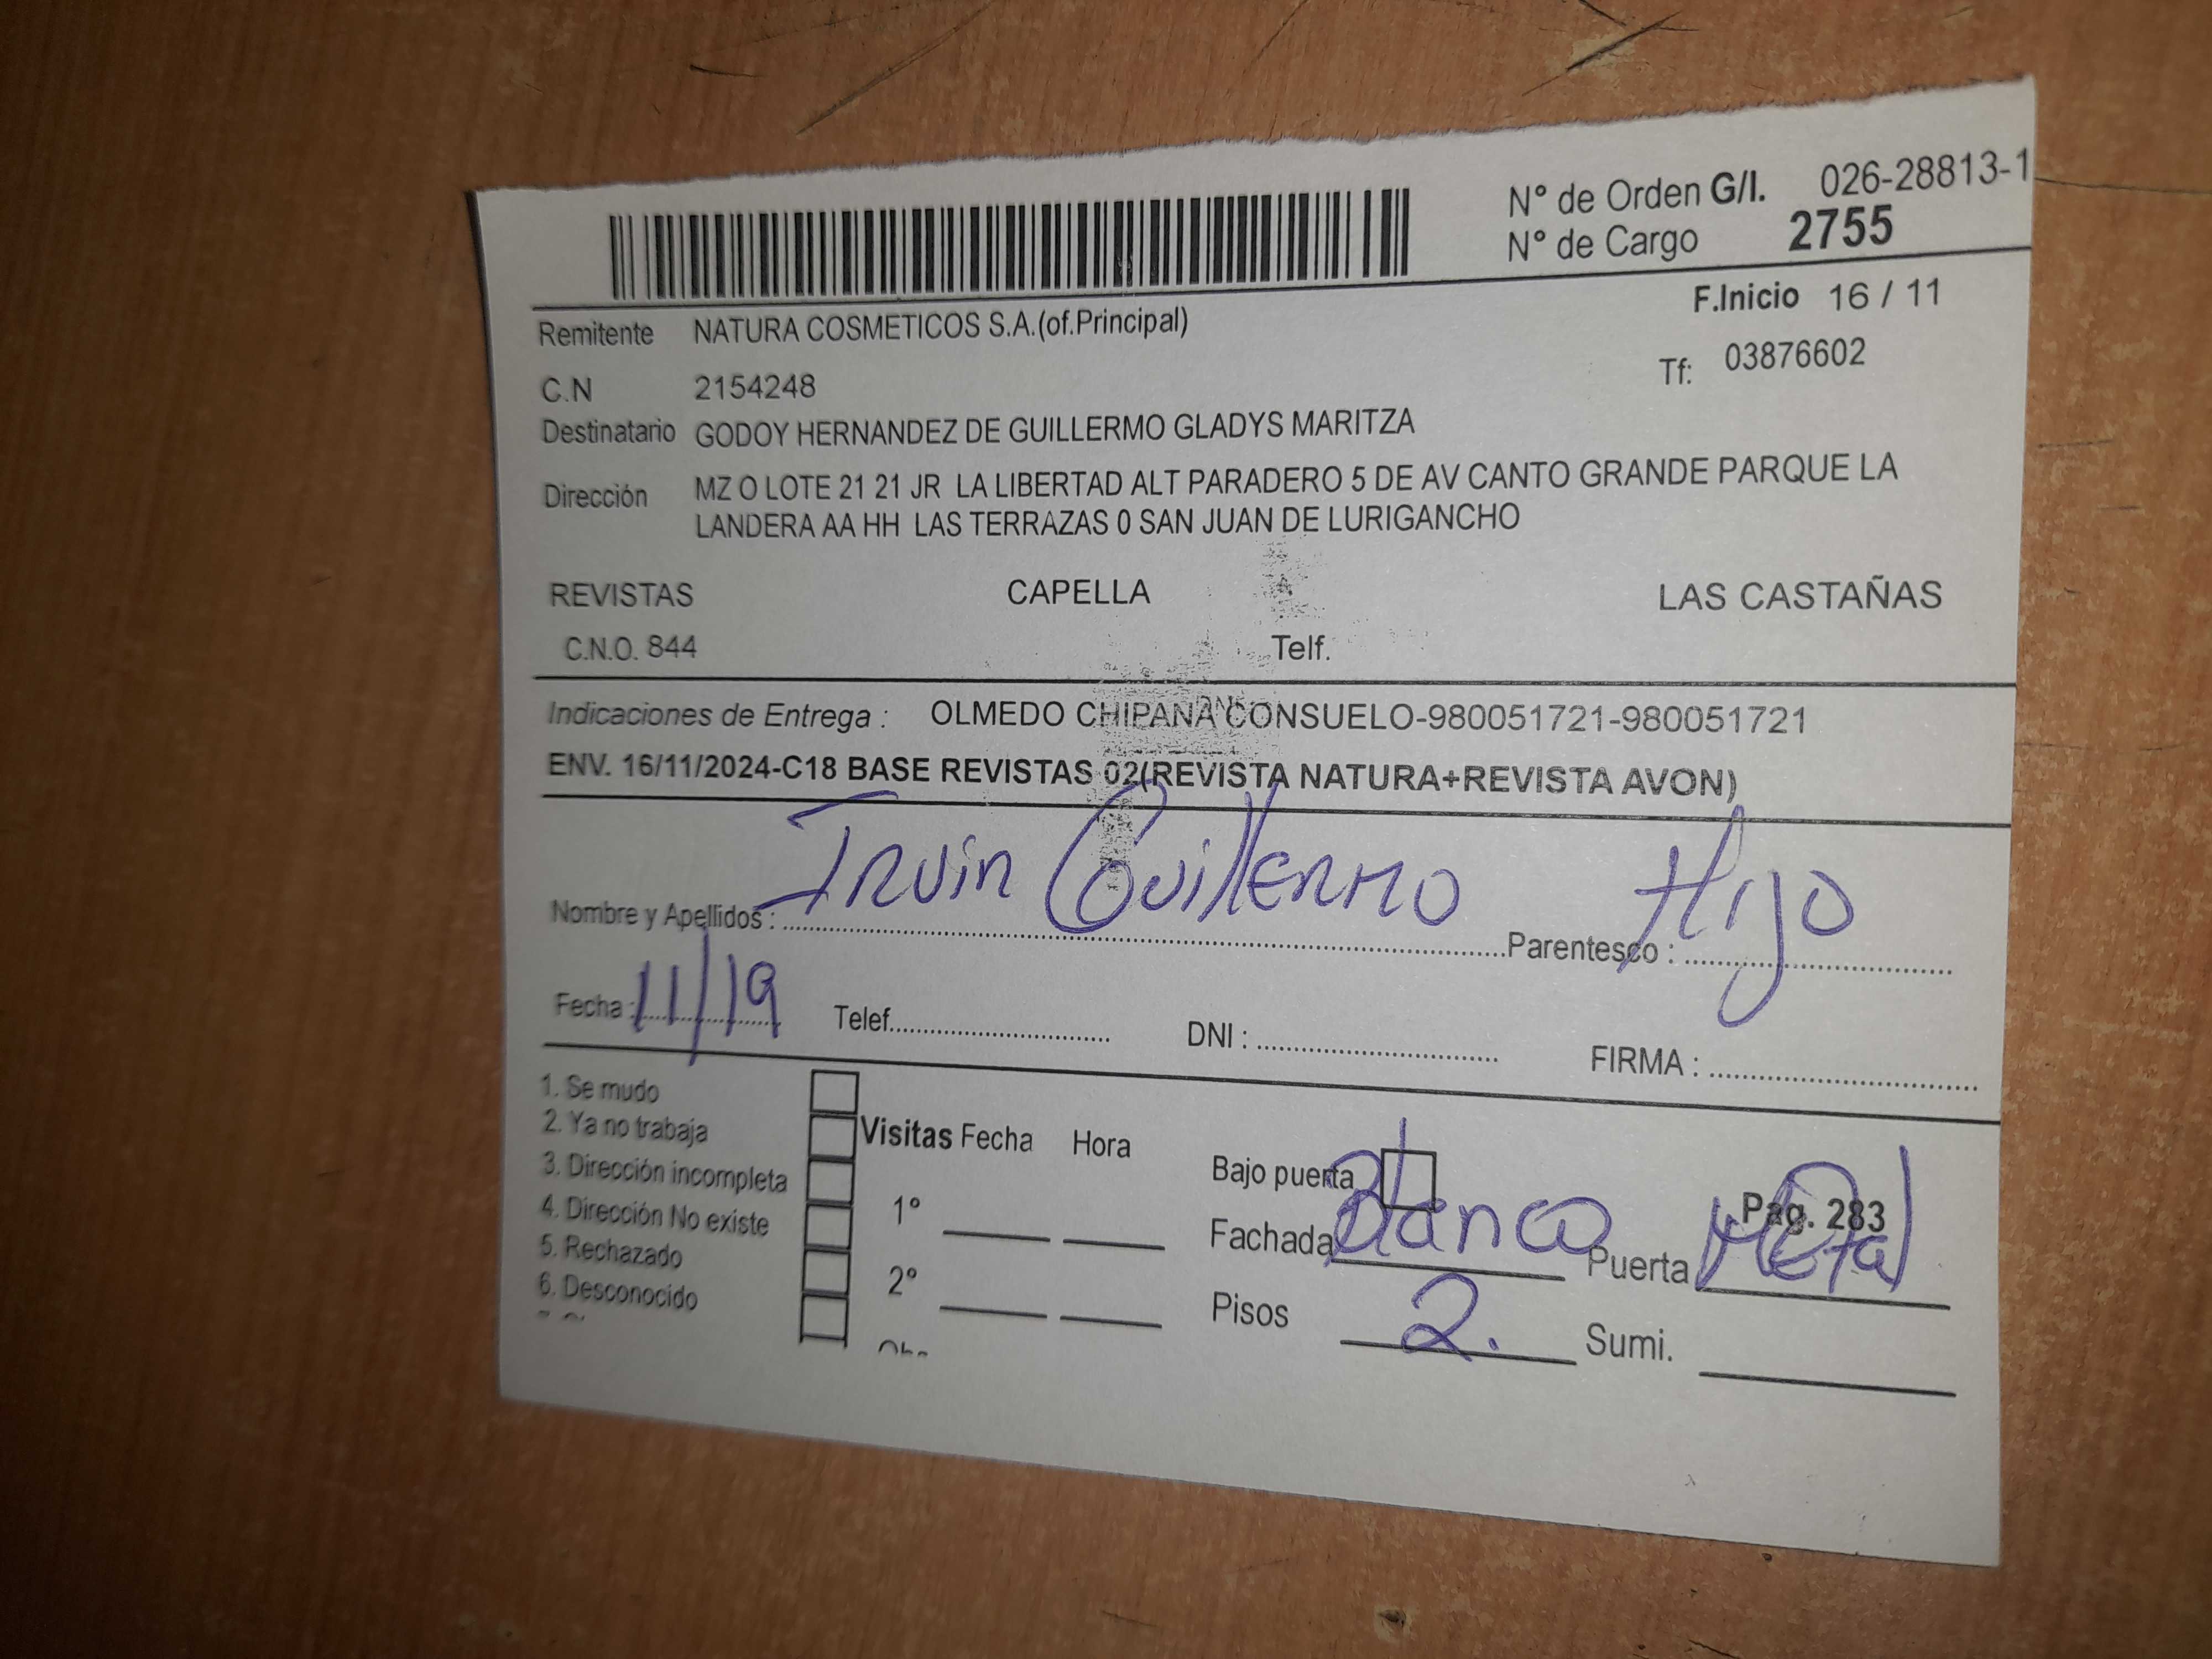 N° de Orden G/I. 026-28813-1
N° de Cargo 2755
F.Inicio 16 / 11
Remitente NATURA COSMETICOS S.A.(of.Principal)
Tf: 03876602
C.N 2154248
Destinatario GODOY HERNANDEZ DE GUILLERMO GLADYS MARITZA
Dirección MZ O LOTE 21 21 JR LA LIBERTAD ALT PARADERO 5 DE AV CANTO GRANDE PARQUE LA
LANDERA AA HH LAS TERRAZAS 0 SAN JUAN DE LURIGANCHO
REVISTAS CAPELLA LAS CASTAÑAS
C.N.O. 844 Telf.
Indicaciones de Entrega : OLMEDO CHIPANA CONSUELO-980051721-980051721
ENV. 16/11/2024-C18 BASE REVISTAS 02(REVISTA NATURA+REVISTA AVON)
Nombre y Apellidos : Irvin Guillermo Parentesco : Hijo
Fecha : 11/19 Telef. DNI : FIRMA :
1. Se mudo
2. Ya no trabaja
3. Dirección incompleta
4. Dirección No existe
5. Rechazado
6. Desconocido
Visitas Fecha Hora
1°
2°
Bajo puerta
Pag. 283
Fachada Blanco Puerta Metal
Pisos 2. Sumi.